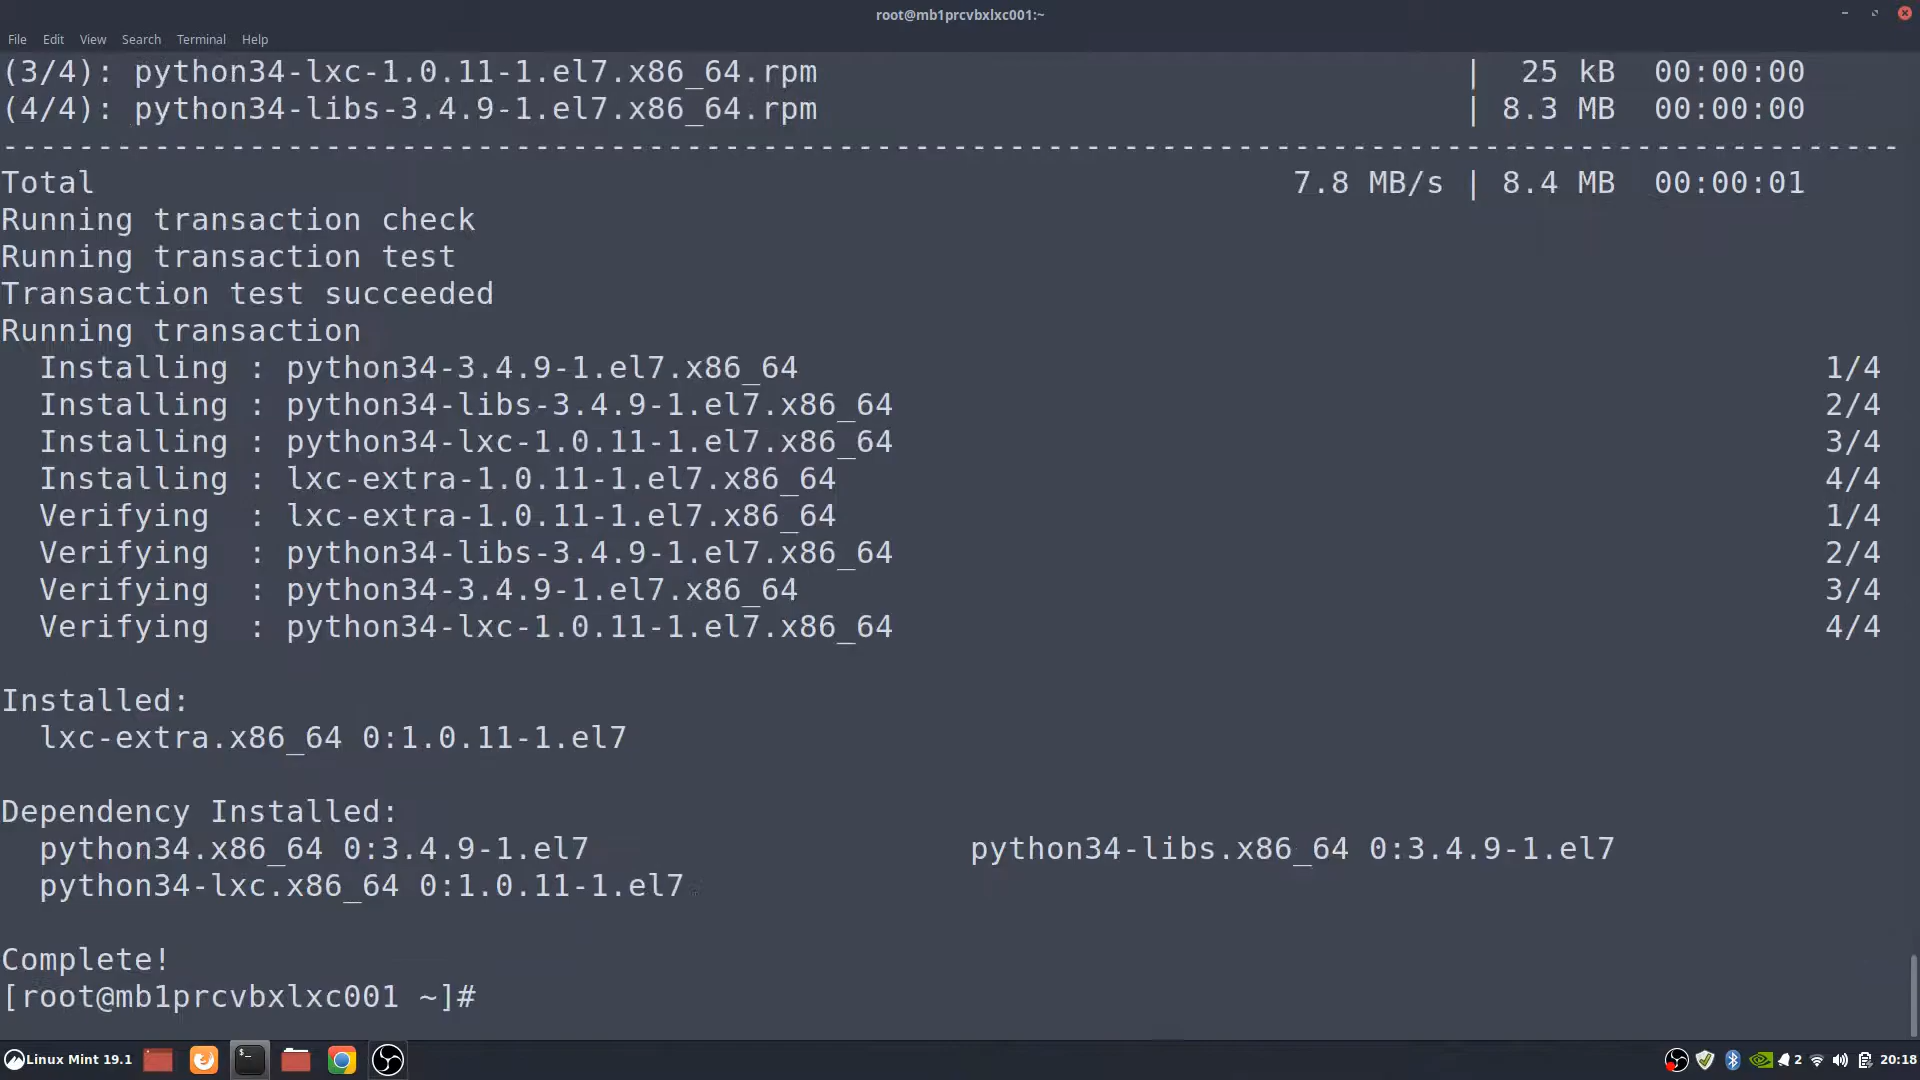 root@mb1prcvbxlxc001:~
File Edit View Search Terminal Help
(3/4): python34-lxc-1.0.11-1.el7.x86_64.rpm | 25 kB 00:00:00
(4/4): python34-libs-3.4.9-1.el7.x86_64.rpm | 8.3 MB 00:00:00
----------------------------------------------------------------------------------------------------
Total 7.8 MB/s | 8.4 MB 00:00:01
Running transaction check
Running transaction test
Transaction test succeeded
Running transaction
Installing : python34-3.4.9-1.el7.x86_64 1/4
Installing : python34-libs-3.4.9-1.el7.x86_64 2/4
Installing : python34-lxc-1.0.11-1.el7.x86_64 3/4
Installing : lxc-extra-1.0.11-1.el7.x86_64 4/4
Verifying : lxc-extra-1.0.11-1.el7.x86_64 1/4
Verifying : python34-libs-3.4.9-1.el7.x86_64 2/4
Verifying : python34-3.4.9-1.el7.x86_64 3/4
Verifying : python34-lxc-1.0.11-1.el7.x86_64 4/4
Installed:
lxc-extra.x86_64 0:1.0.11-1.el7
Dependency Installed:
python34.x86_64 0:3.4.9-1.el7 python34-libs.x86_64 0:3.4.9-1.el7
python34-lxc.x86_64 0:1.0.11-1.el7
Complete!
[root@mb1prcvbxlxc001 ~]#
Linux Mint 19.1 2 20:18